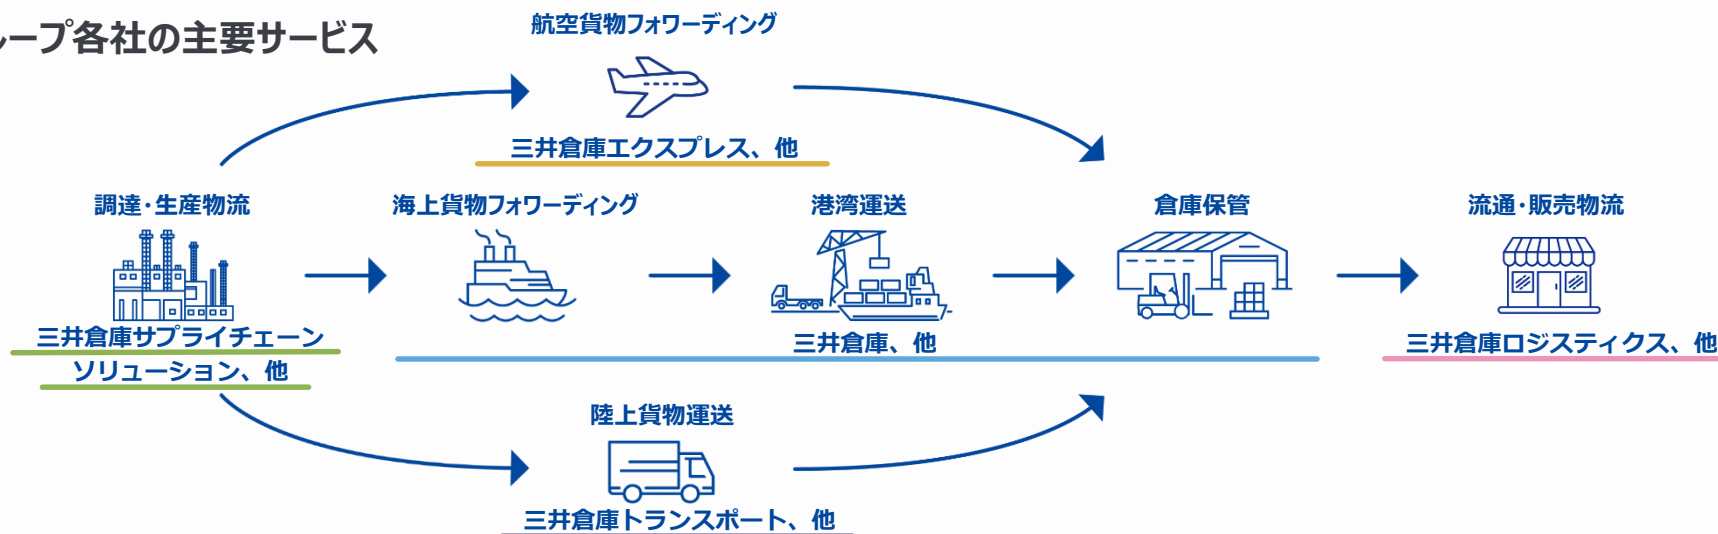 ループ各社の主要サービス
航空貨物フォワーディング
三井倉庫エクスプレス、他
調達・生産物流
三井倉庫サプライチェーン
ソリューション、他
海上貨物フォワーディング
港湾運送
三井倉庫、他
倉庫保管
流通・販売物流
三井倉庫ロジスティクス、他
陸上貨物運送
三井倉庫トランスポート、他